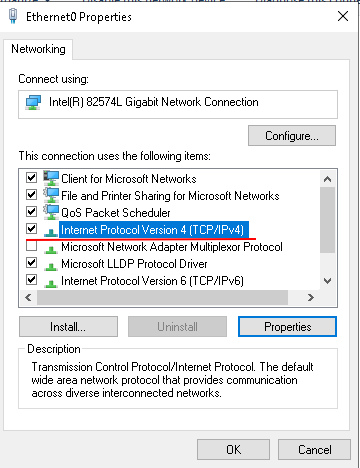 Ethernet0 Properties
Networking
Connect using:
Intel(R) 82574L Gigabit Network Connection
Configure...
This connection uses the following items:
Client for Microsoft Networks
File and Printer Sharing for Microsoft Networks
QoS Packet Scheduler
Internet Protocol Version 4 (TCP/IPv4)
Microsoft Network Adapter Multiplexor Protocol
Microsoft LLDP Protocol Driver
Internet Protocol Version 6 (TCP/IPv6)
Install... Uninstall Properties
Description
Transmission Control Protocol/Internet Protocol. The default
wide area network protocol that provides communication
across diverse interconnected networks.
OK Cancel